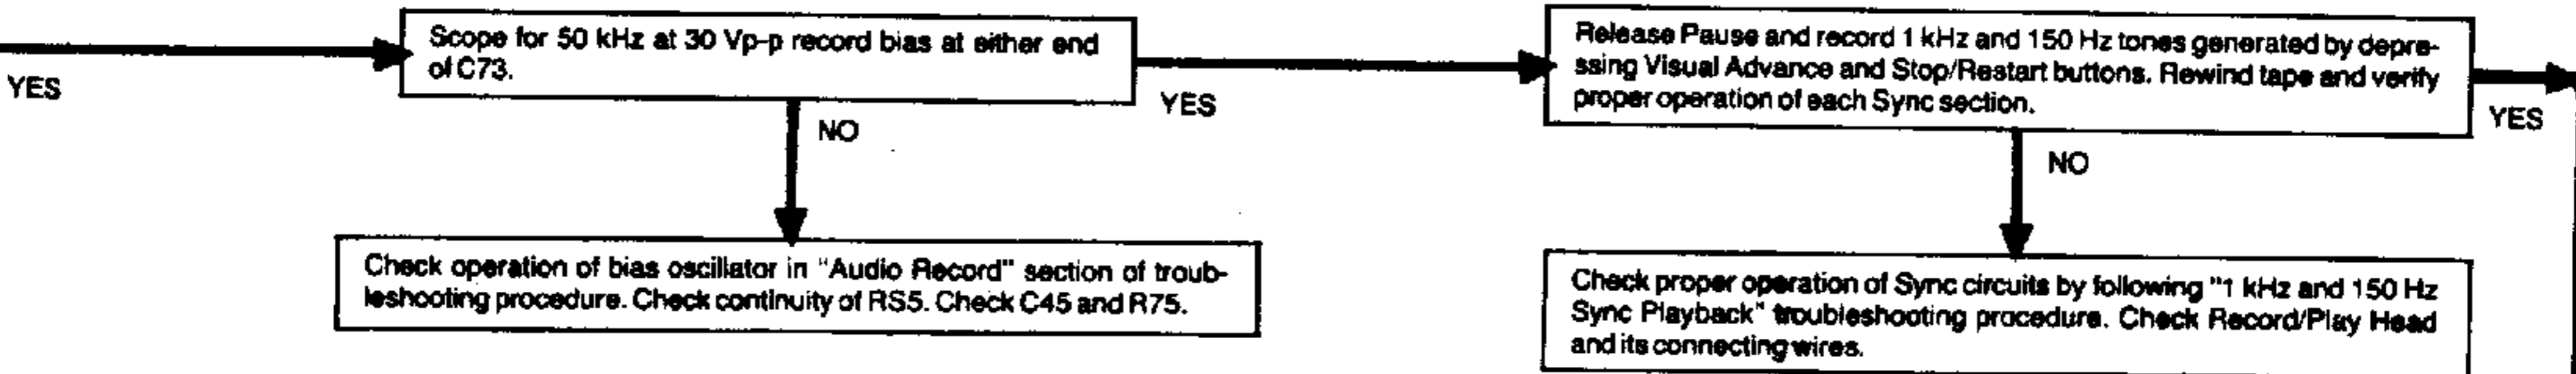 YES
Scope for 50 kHz at 30 Vp-p record bias at either end
of C73.
YES
NO
Check operation of bias oscillator in "Audio Record" section of troub-
leshooting procedure. Check continuity of RS5. Check C45 and R75.
Release Pause and record 1 kHz and 150 Hz tones generated by depre-
ssing Visual Advance and Stop/Restart buttons. Rewind tape and verify
proper operation of each Sync section.
YES
NO
Check proper operation of Sync circuits by following "1 kHz and 150 Hz
Sync Playback" troubleshooting procedure. Check Record/Play Head
and its connecting wires.